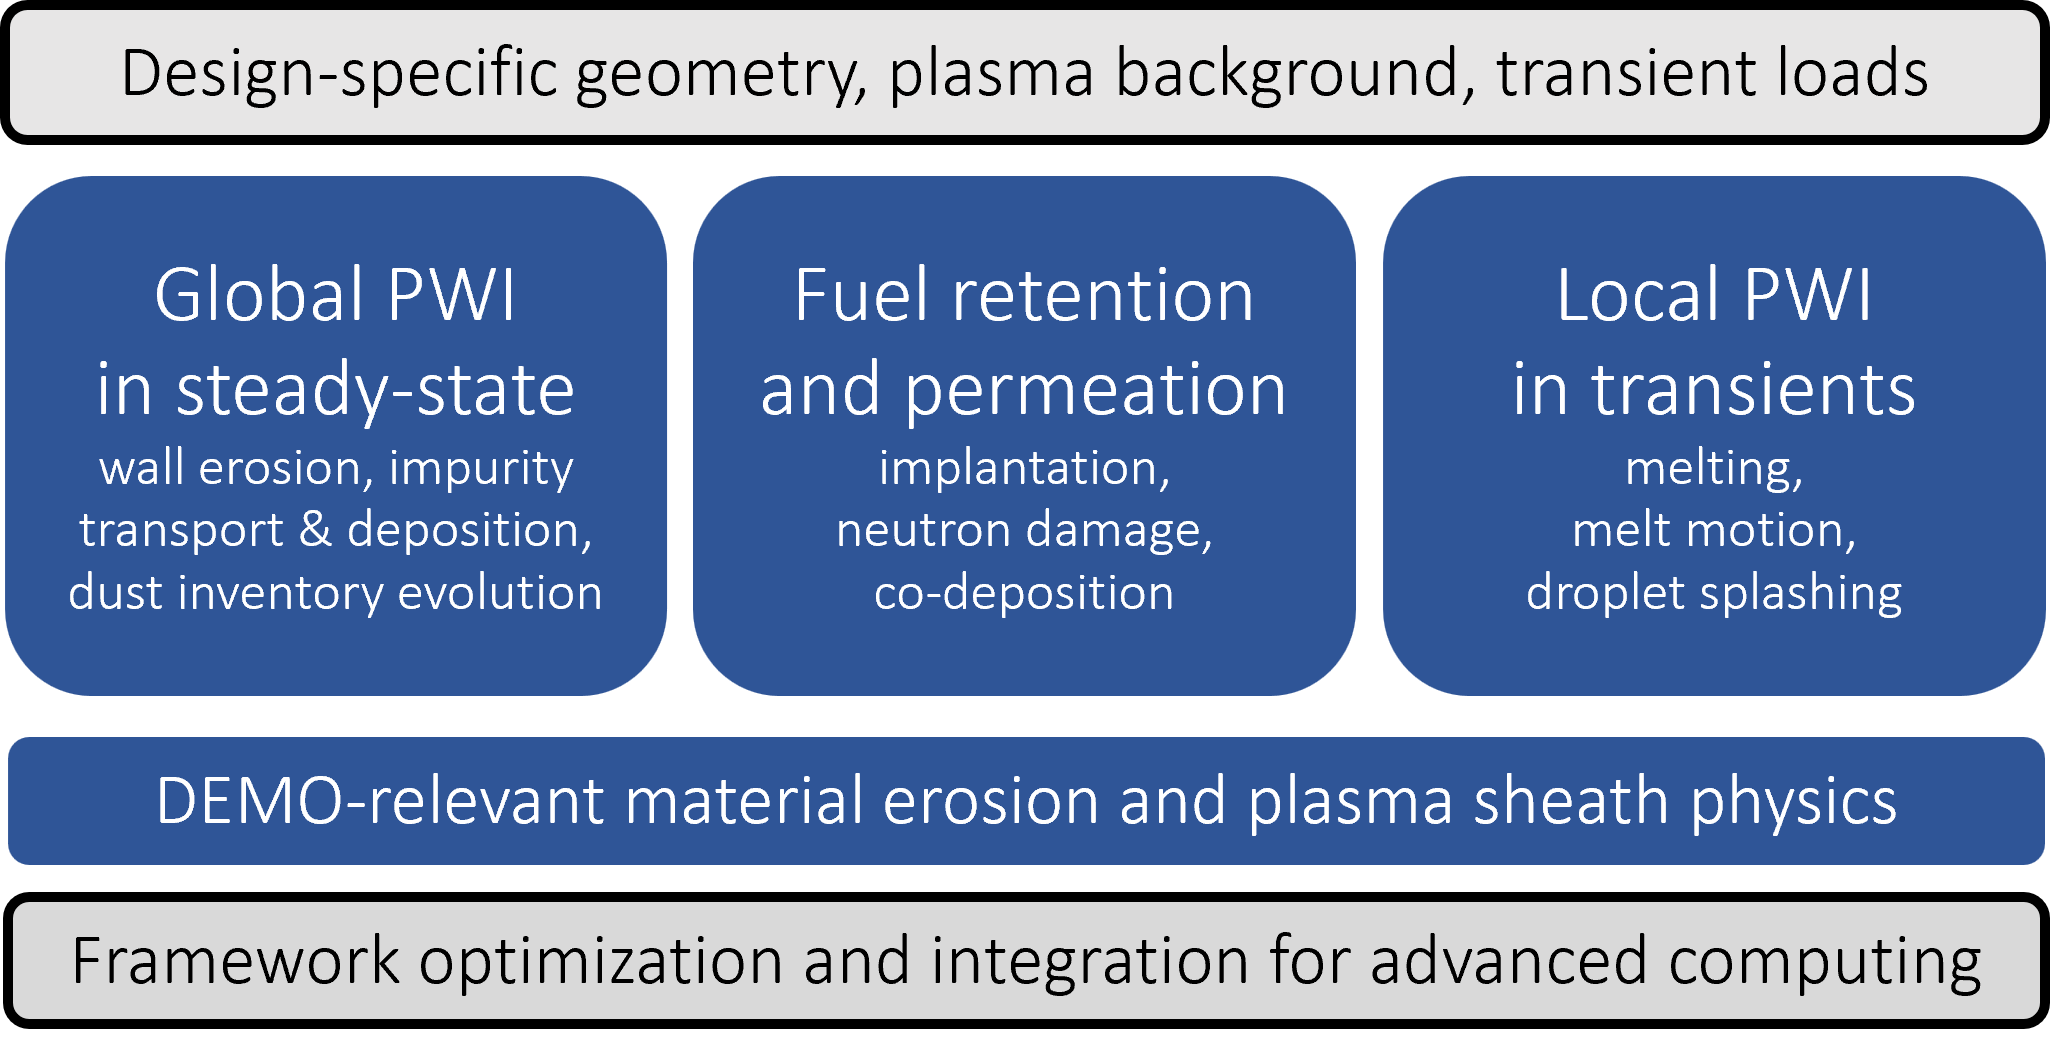 Design-specific geometry, plasma background, transient loads
Global PWI
in steady-state
wall erosion, impurity
transport & deposition,
dust inventory evolution
Fuel retention
and permeation
implantation,
neutron damage,
co-deposition
Local PWI
in transients
melting,
melt motion,
droplet splashing
DEMO-relevant material erosion and plasma sheath physics
Framework optimization and integration for advanced computing